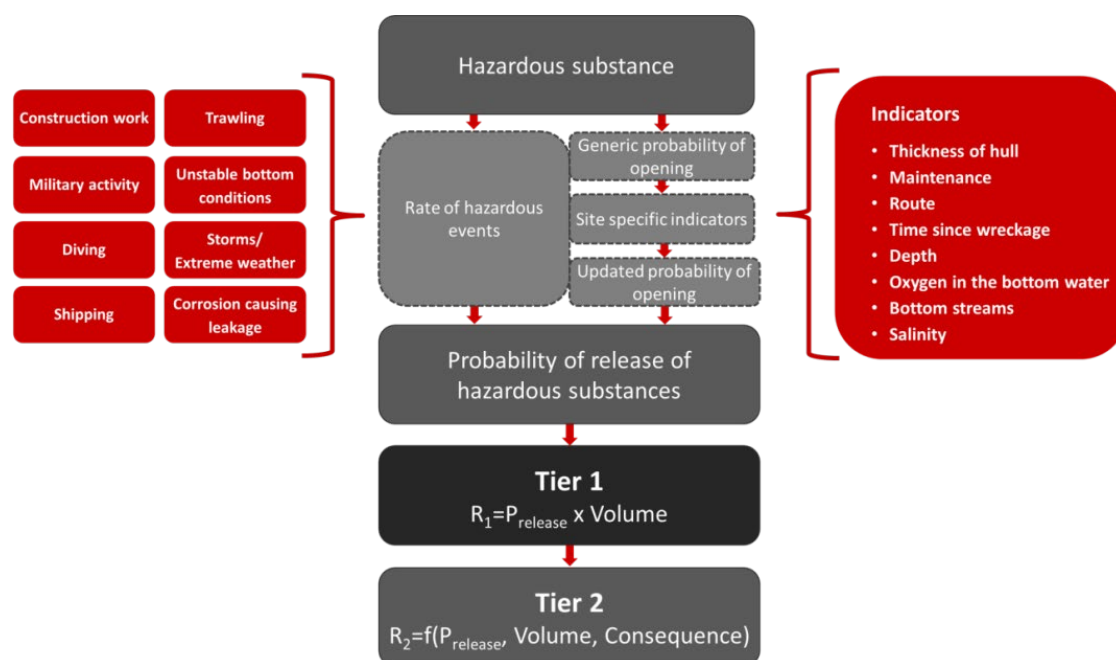 Hazardous substance
Construction work
Trawling
Military activity
Unstable bottom
conditions
Diving
Storms/
Extreme weather
Shipping
Corrosion causing
leakage
Rate of hazardous
events
Generic probability of
opening
Site specific indicators
Updated probability of
opening
Indicators
• Thickness of hull
• Maintenance
• Route
• Time since wreckage
• Depth
• Oxygen in the bottom water
• Bottom streams
• Salinity
Probability of release of
hazardous substances
Tier 1
R₁=P_release x Volume
Tier 2
R₂=f(P_release, Volume, Consequence)